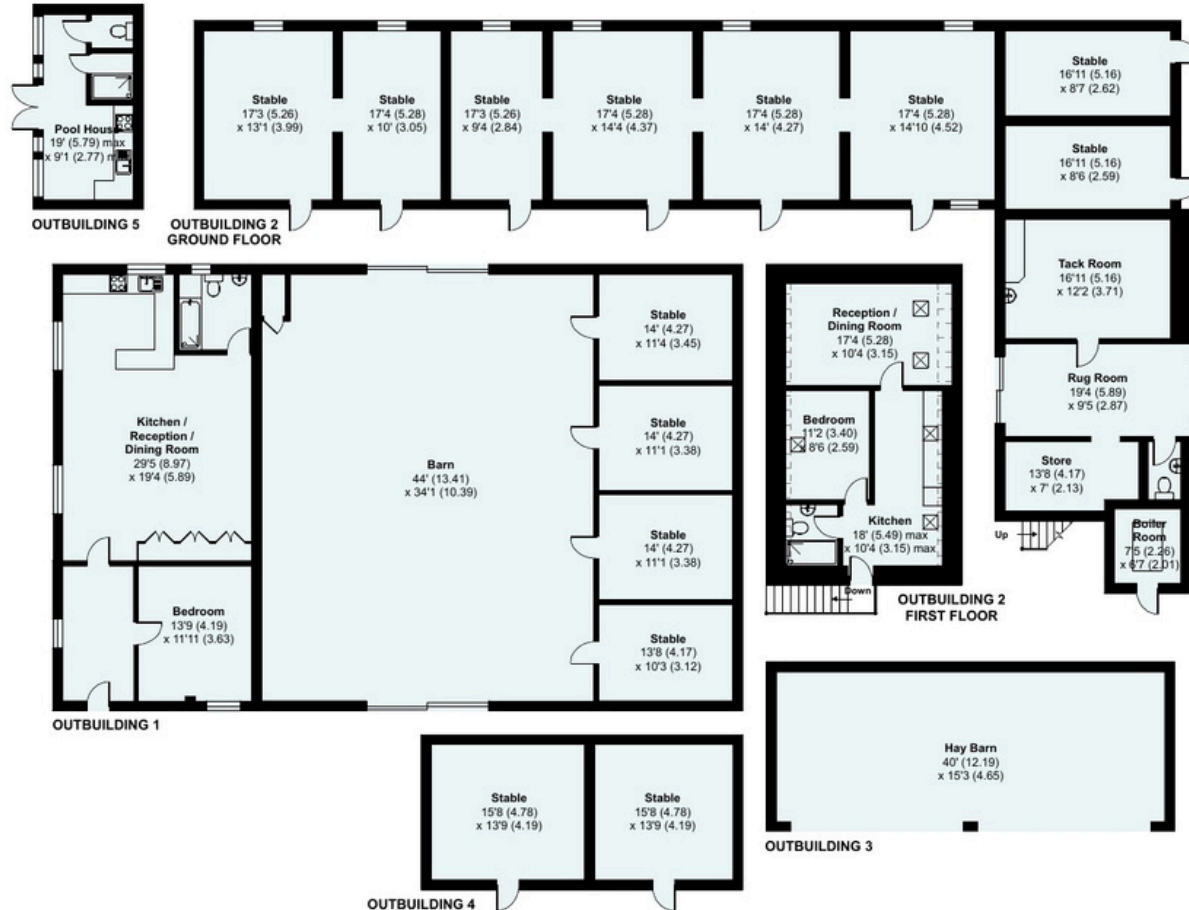 Pool House
19' (5.79) max
x 9'1 (2.77) m
OUTBUILDING 5
Stable
17'3 (5.26)
x 13'1 (3.99)
Stable
17'4 (5.28)
x 10' (3.05)
Stable
17'3 (5.26)
x 9'4 (2.84)
Stable
17'4 (5.28)
x 14'4 (4.37)
Stable
17'4 (5.28)
x 14' (4.27)
Stable
17'4 (5.28)
x 14'10 (4.52)
Stable
16'11 (5.16)
x 8'7 (2.62)
Stable
16'11 (5.16)
x 8'6 (2.59)
Tack Room
16'11 (5.16)
x 12'2 (3.71)
Rug Room
19'4 (5.89)
x 9'5 (2.87)
Store
13'8 (4.17)
x 7' (2.13)
Up
Boiler
Room
7'5 (2.26)
x 6'7 (2.01)
OUTBUILDING 2
GROUND FLOOR
Kitchen /
Reception /
Dining Room
29'5 (8.97)
x 19'4 (5.89)
Bedroom
13'9 (4.19)
x 11'11 (3.63)
Barn
44' (13.41)
x 34'1 (10.39)
Stable
14' (4.27)
x 11'4 (3.45)
Stable
14' (4.27)
x 11'1 (3.38)
Stable
14' (4.27)
x 11'1 (3.38)
Stable
13'8 (4.17)
x 10'3 (3.12)
OUTBUILDING 1
Reception /
Dining Room
17'4 (5.28)
x 10'4 (3.15)
Bedroom
11'2 (3.40)
x 8'6 (2.59)
Kitchen
18' (5.49) max
x 10'4 (3.15) max
Down
OUTBUILDING 2
FIRST FLOOR
Stable
15'8 (4.78)
x 13'9 (4.19)
Stable
15'8 (4.78)
x 13'9 (4.19)
OUTBUILDING 4
Hay Barn
40' (12.19)
x 15'3 (4.65)
OUTBUILDING 3